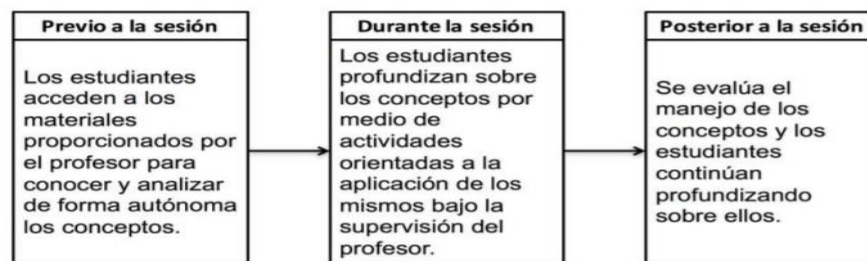 Previo a la sesión
Los estudiantes
acceden a los
materiales
proporcionados por
el profesor para
conocer y analizar
de forma autónoma
los conceptos.
Durante la sesión
Los estudiantes
profundizan sobre
los conceptos por
medio de
actividades
orientadas a la
aplicación de los
mismos bajo la
supervisión del
profesor.
Posterior a la sesión
Se evalúa el
manejo de los
conceptos y los
estudiantes
continúan
profundizando
sobre ellos.